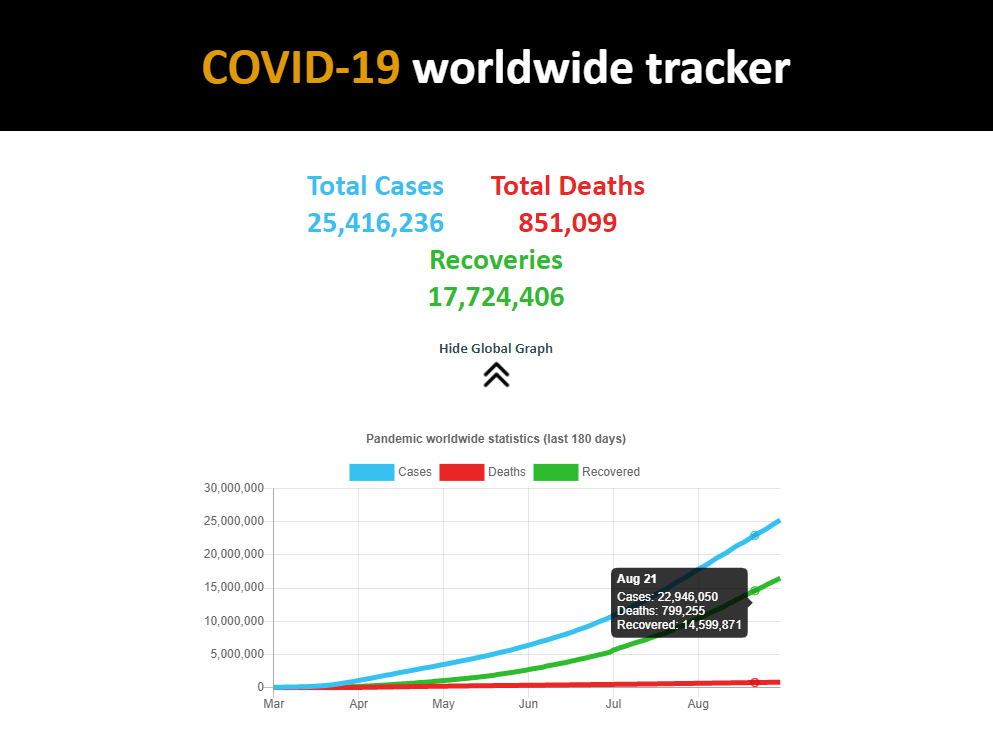 COVID-19 worldwide tracker
Total Cases Total Deaths
25,416,236 851,099
Recoveries
17,724,406
Hide Global Graph
Pandemic worldwide statistics (last 180 days)
Cases Deaths Recovered
30,000,000
25,000,000
20,000,000
15,000,000
10,000,000
5,000,000
0
Aug 21
Cases: 22,946,050
Deaths: 799,255
Recovered: 14,599,871
Mar Apr May Jun Jul Aug